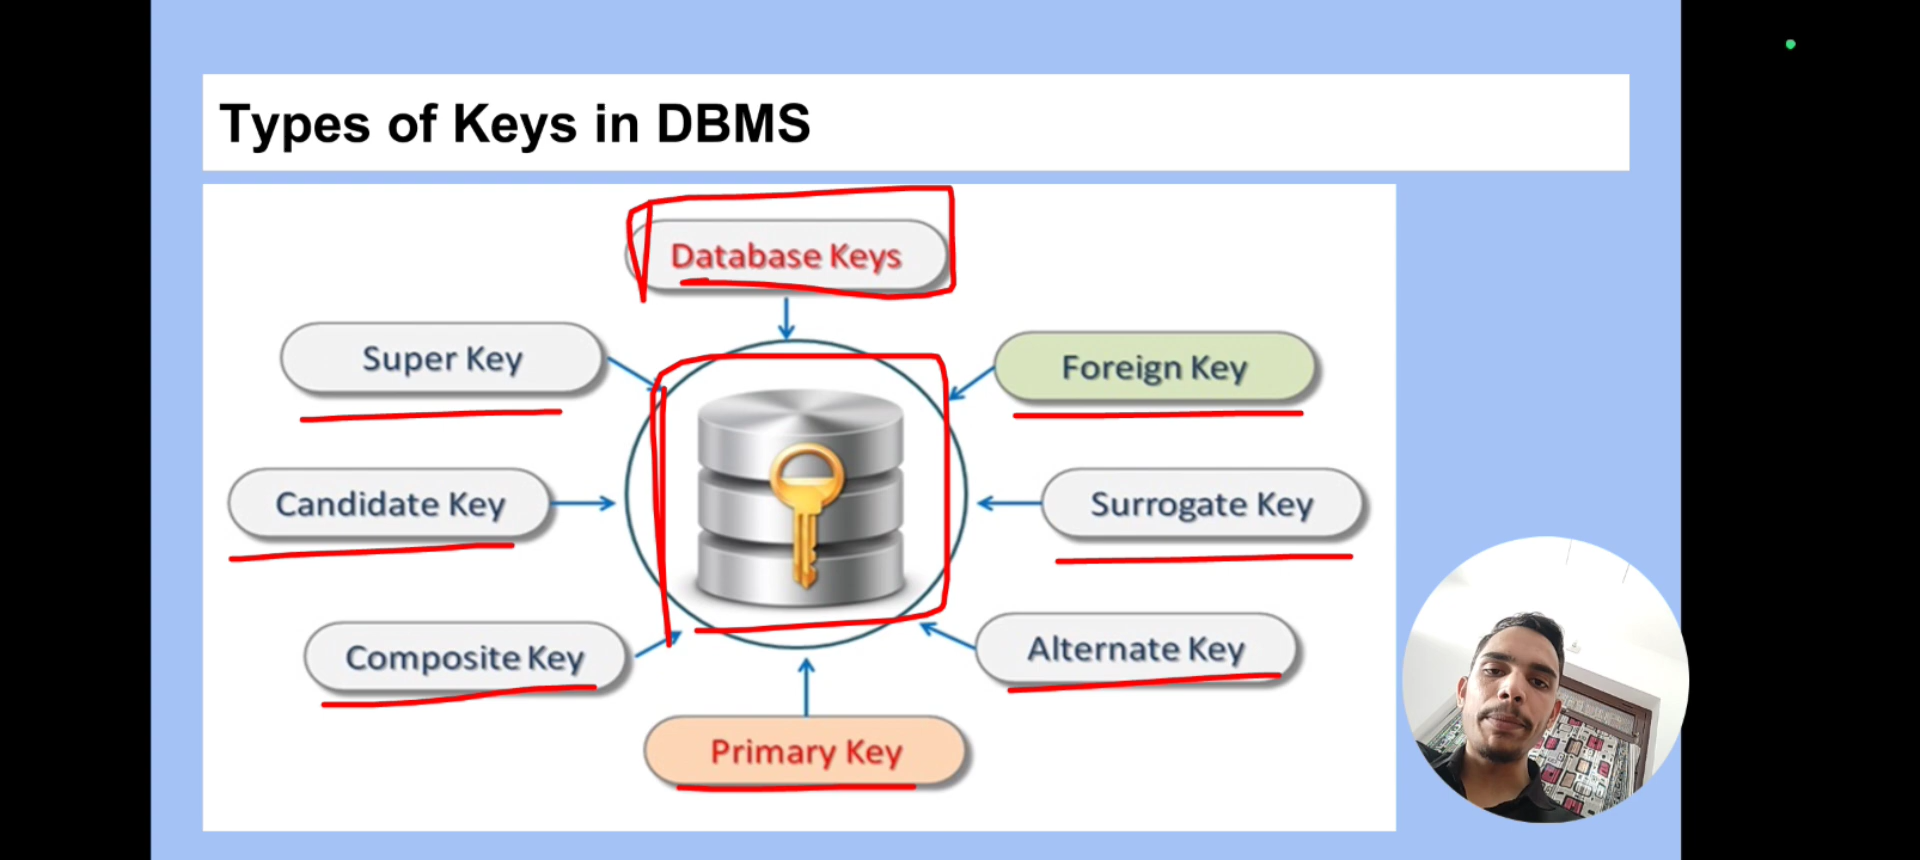 Types of Keys in DBMS
Database Keys
Super Key
Foreign Key
Candidate Key
Surrogate Key
Composite Key
Alternate Key
Primary Key